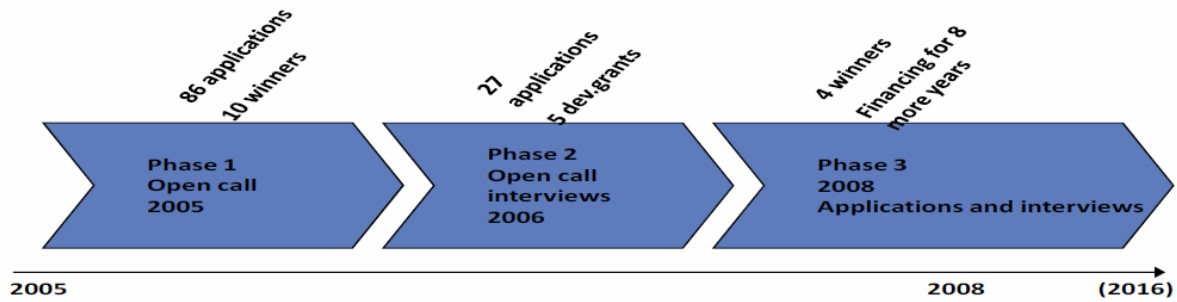 86 applications
10 winners
27
applications
5 dev.grants
4 winners
Financing for 8
more years
Phase 1
Open call
2005
Phase 2
Open call
interviews
2006
Phase 3
2008
Applications and interviews
2005
2008
(2016)